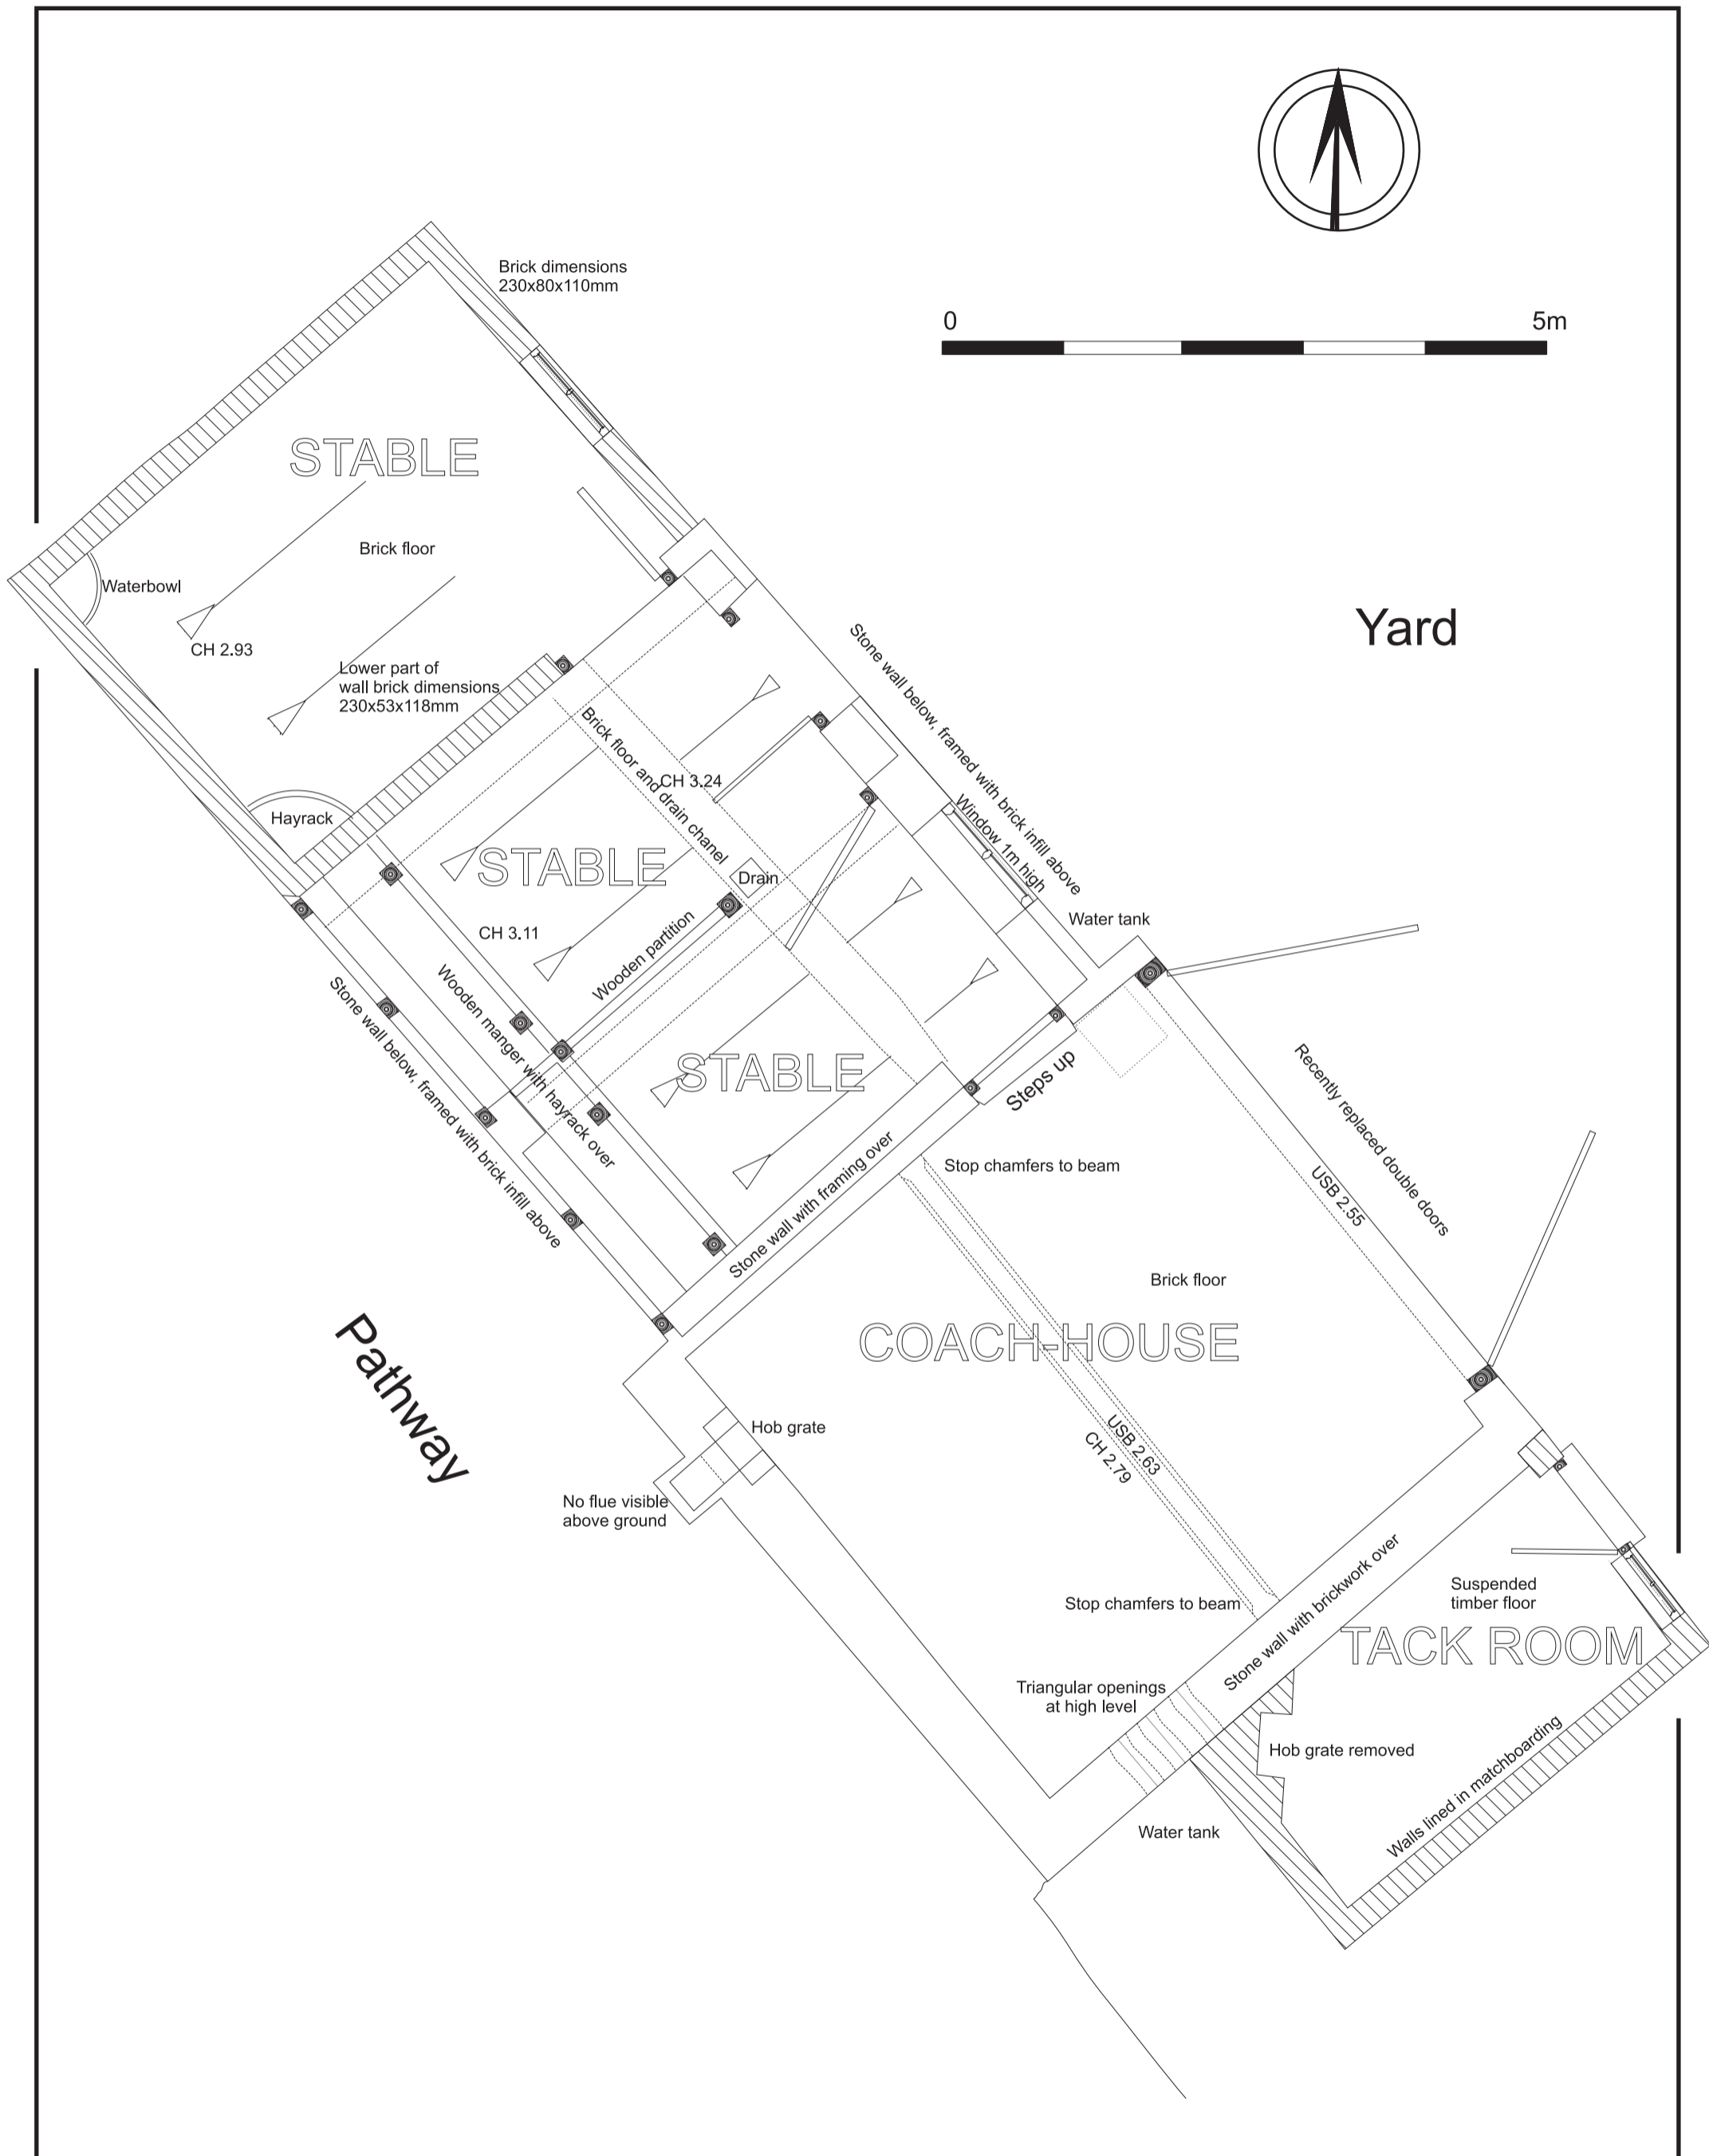 0 5m
Brick dimensions
230x80x110mm
STABLE
Brick floor
Waterbowl
CH 2.93
Lower part of
wall brick dimensions
230x53x118mm
Yard
Stone wall below, framed with brick infill above
Window 1m high
Brick floor and drain chanel
CH 3.24
Hayrack
STABLE
Drain
CH 3.11
Wooden partition
Water tank
Wooden manger with hayrack over
Stone wall below, framed with brick infill above
STABLE
Steps up
Recently replaced double doors
Stone wall with framing over
Stop chamfers to beam
USB 2.55
Brick floor
COACH-HOUSE
Pathway
Hob grate
USB 2.63
CH 2.79
No flue visible
above ground
Stop chamfers to beam
Stone wall with brickwork over
Suspended
timber floor
TACK ROOM
Triangular openings
at high level
Hob grate removed
Walls lined in matchboarding
Water tank